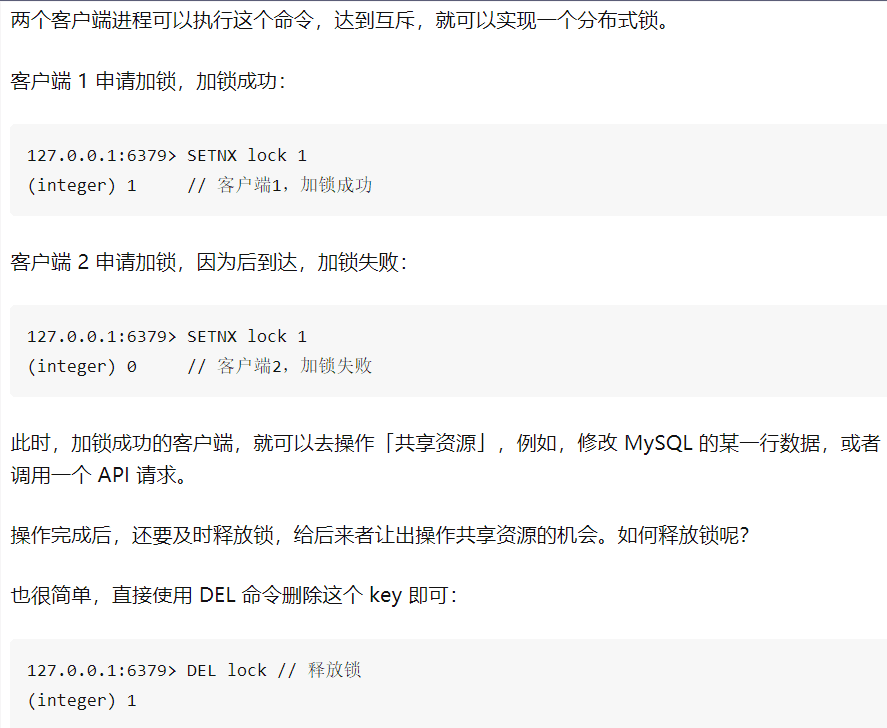 两个客户端进程可以执行这个命令，达到互斥，就可以实现一个分布式锁。
客户端 1 申请加锁，加锁成功：
127.0.0.1:6379> SETNX lock 1
(integer) 1     // 客户端1，加锁成功
客户端 2 申请加锁，因为后到达，加锁失败：
127.0.0.1:6379> SETNX lock 1
(integer) 0     // 客户端2，加锁失败
此时，加锁成功的客户端，就可以去操作「共享资源」，例如，修改 MySQL 的某一行数据，或者
调用一个 API 请求。
操作完成后，还要及时释放锁，给后来者让出操作共享资源的机会。如何释放锁呢？
也很简单，直接使用 DEL 命令删除这个 key 即可：
127.0.0.1:6379> DEL lock // 释放锁
(integer) 1